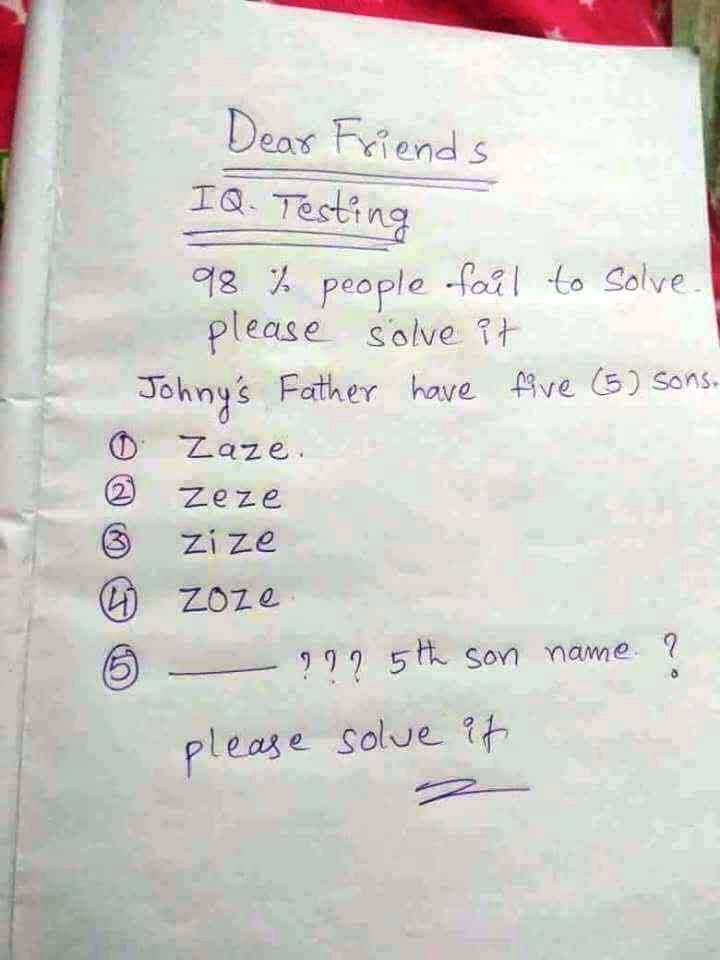 Dear Friends
IQ. Testing
98 % people fail to Solve.
please solve it
Johny's Father have five (5) sons.
① Zaze.
② zeze
③ zize
④ zoze
⑤ ____ ??? 5th son name. ?
please solve it